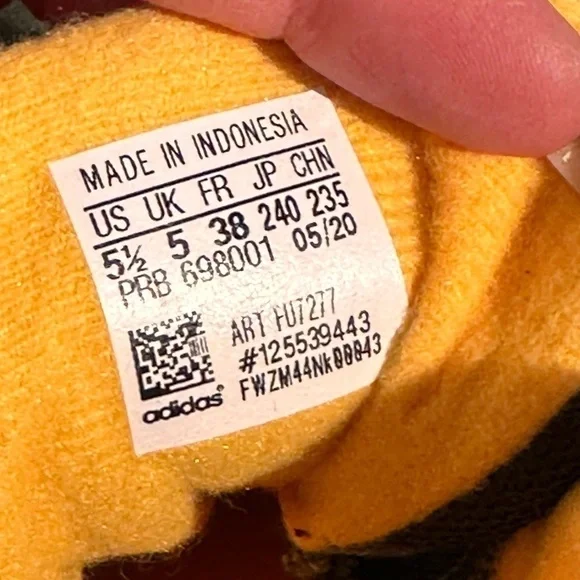 MADE IN INDONESIA
US UK FR JP CHN
5½ 5 38 240 235
PRB 698001 05/20
ART FU7277
#125539443
FWZM44NK00043
adidas®